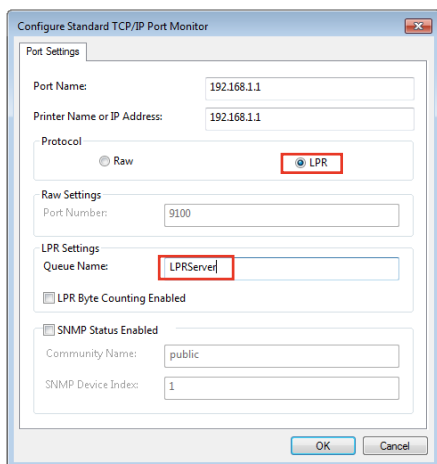 Configure Standard TCP/IP Port Monitor
Port Settings
Port Name: 192.168.1.1
Printer Name or IP Address: 192.168.1.1
Protocol
Raw LPR
Raw Settings
Port Number: 9100
LPR Settings
Queue Name: LPRServer
LPR Byte Counting Enabled
SNMP Status Enabled
Community Name: public
SNMP Device Index: 1
OK Cancel